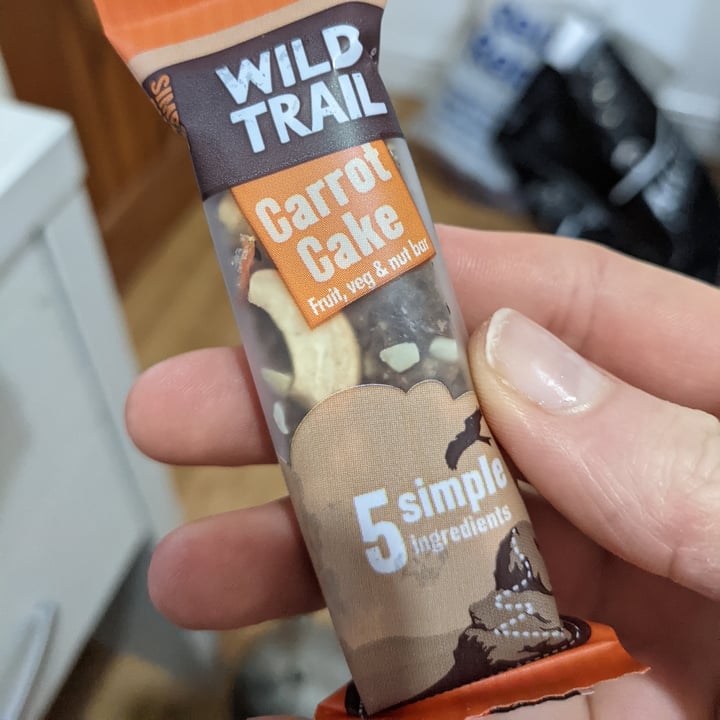 WILD
TRAIL
Carrot
Cake
Fruit, veg & nut bar
5 simple
ingredients